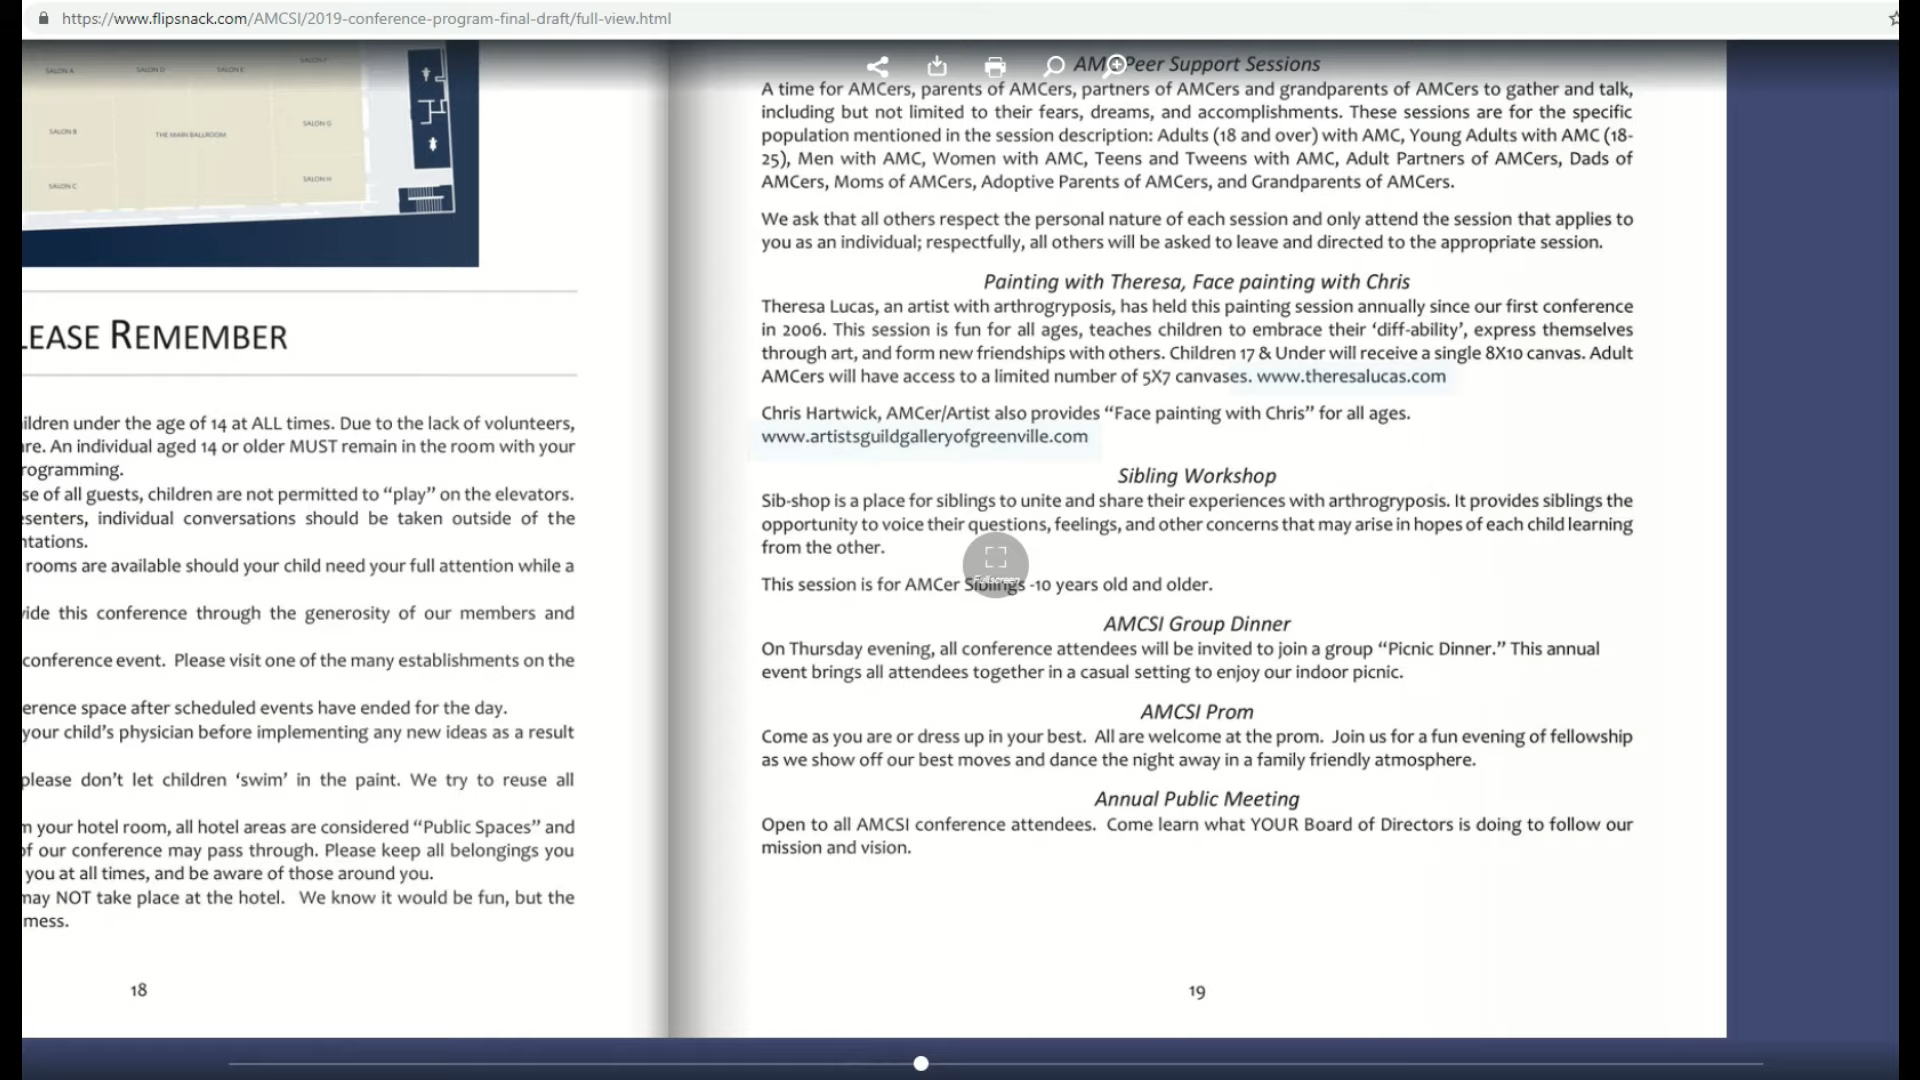 https://www.flipsnack.com/AMCSI/2019-conference-program-final-draft/full-view.html
SALON A
SALON D
SALON E
SALON B
THE MAIN BALLROOM
SALON G
SALON C
SALON H
LEASE REMEMBER
ildren under the age of 14 at ALL times. Due to the lack of volunteers,
re. An individual aged 14 or older MUST remain in the room with your
rogramming.
se of all guests, children are not permitted to “play” on the elevators.
senters, individual conversations should be taken outside of the
ntations.
rooms are available should your child need your full attention while a
vide this conference through the generosity of our members and
conference event. Please visit one of the many establishments on the
erence space after scheduled events have ended for the day.
your child’s physician before implementing any new ideas as a result
please don’t let children ‘swim’ in the paint. We try to reuse all
m your hotel room, all hotel areas are considered “Public Spaces” and
of our conference may pass through. Please keep all belongings you
you at all times, and be aware of those around you.
may NOT take place at the hotel. We know it would be fun, but the
mess.
18
AMC Peer Support Sessions
A time for AMCers, parents of AMCers, partners of AMCers and grandparents of AMCers to gather and talk,
including but not limited to their fears, dreams, and accomplishments. These sessions are for the specific
population mentioned in the session description: Adults (18 and over) with AMC, Young Adults with AMC (18-
25), Men with AMC, Women with AMC, Teens and Tweens with AMC, Adult Partners of AMCers, Dads of
AMCers, Moms of AMCers, Adoptive Parents of AMCers, and Grandparents of AMCers.
We ask that all others respect the personal nature of each session and only attend the session that applies to
you as an individual; respectfully, all others will be asked to leave and directed to the appropriate session.
Painting with Theresa, Face painting with Chris
Theresa Lucas, an artist with arthrogryposis, has held this painting session annually since our first conference
in 2006. This session is fun for all ages, teaches children to embrace their ‘diff-ability’, express themselves
through art, and form new friendships with others. Children 17 & Under will receive a single 8X10 canvas. Adult
AMCers will have access to a limited number of 5X7 canvases. www.theresalucas.com
Chris Hartwick, AMCer/Artist also provides “Face painting with Chris” for all ages.
www.artistsguildgalleryofgreenville.com
Sibling Workshop
Sib-shop is a place for siblings to unite and share their experiences with arthrogryposis. It provides siblings the
opportunity to voice their questions, feelings, and other concerns that may arise in hopes of each child learning
from the other.
Fullscreen
This session is for AMCer Siblings -10 years old and older.
AMCSI Group Dinner
On Thursday evening, all conference attendees will be invited to join a group “Picnic Dinner.” This annual
event brings all attendees together in a casual setting to enjoy our indoor picnic.
AMCSI Prom
Come as you are or dress up in your best. All are welcome at the prom. Join us for a fun evening of fellowship
as we show off our best moves and dance the night away in a family friendly atmosphere.
Annual Public Meeting
Open to all AMCSI conference attendees. Come learn what YOUR Board of Directors is doing to follow our
mission and vision.
19